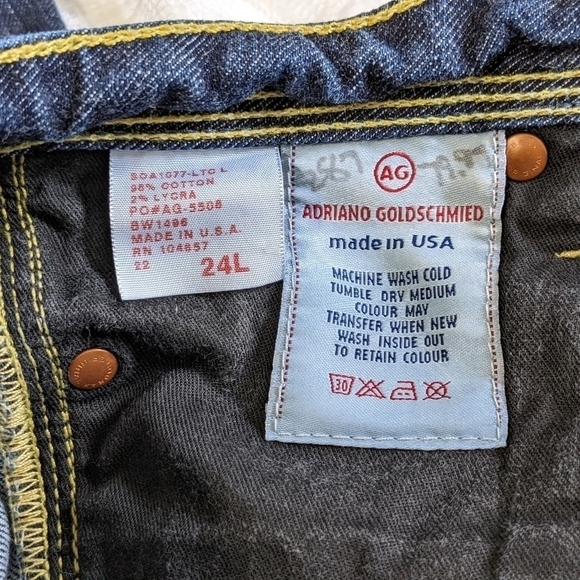 SOA1077-LTC L
98% COTTON
2% LYCRA
PO#AG-5508
BW1496
MADE IN U.S.A.
RN 104657
22
24L
AG
ADRIANO GOLDSCHMIED
made in USA
MACHINE WASH COLD
TUMBLE DRY MEDIUM
COLOUR MAY
TRANSFER WHEN NEW
WASH INSIDE OUT
TO RETAIN COLOUR
30